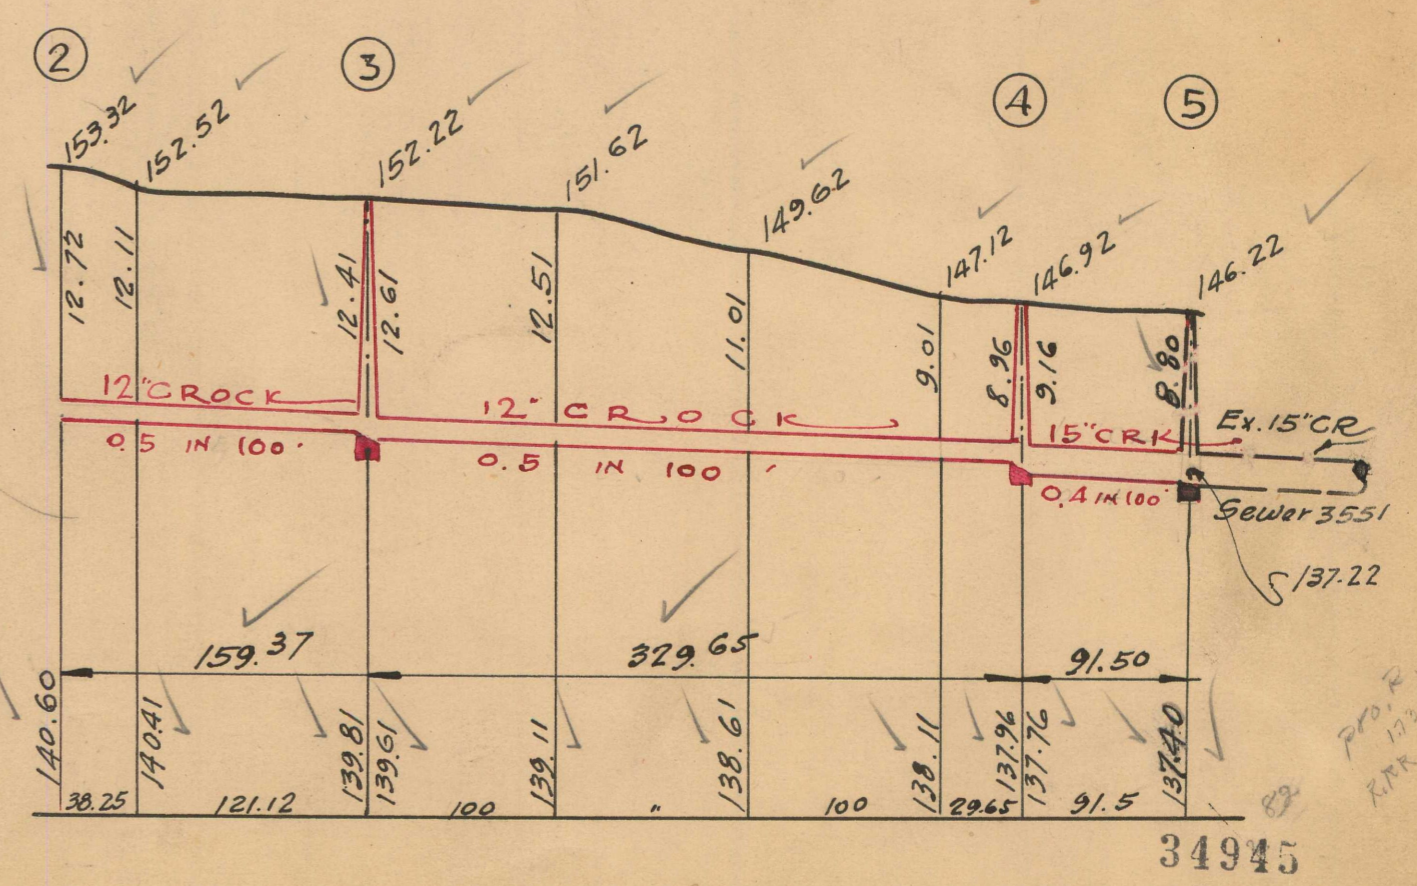 2 3 4 5
153.32 152.52 152.22 151.62 149.62 147.12 146.92 146.22
12.72 12.11 12.41 12.61 12.51 11.01 9.01 8.96 9.16 8.80
12" CROCK 12" CROCK 15" CRK Ex. 15" CR
0.5 IN 100' 0.5 IN 100' 0.4 IN 100'
Sewer 3551
137.22
159.37 329.65 91.50
140.60 140.41 139.81 139.61 139.11 138.61 138.11 137.96 137.76 137.40
38.25 121.12 100 " 100 29.65 91.5
82
34945